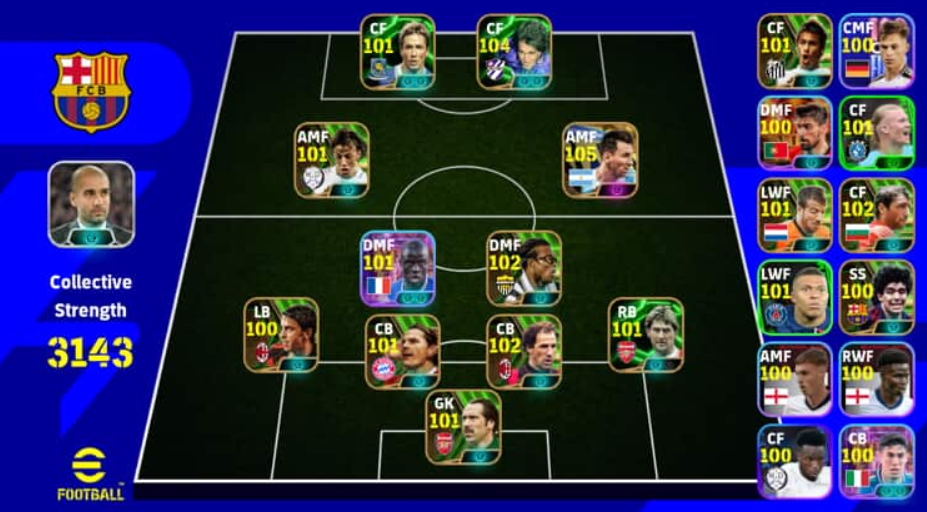 CF
101
CF
104
CF
101
CMF
100
FCB
AMF
101
AMF
105
DMF
100
CF
101
LWF
101
CF
102
DMF
101
DMF
102
Collective
Strength
3143
LB
100
CB
101
CB
102
RB
101
LWF
101
SS
100
GK
101
AMF
100
RWF
100
CF
100
CB
100
FOOTBALL™